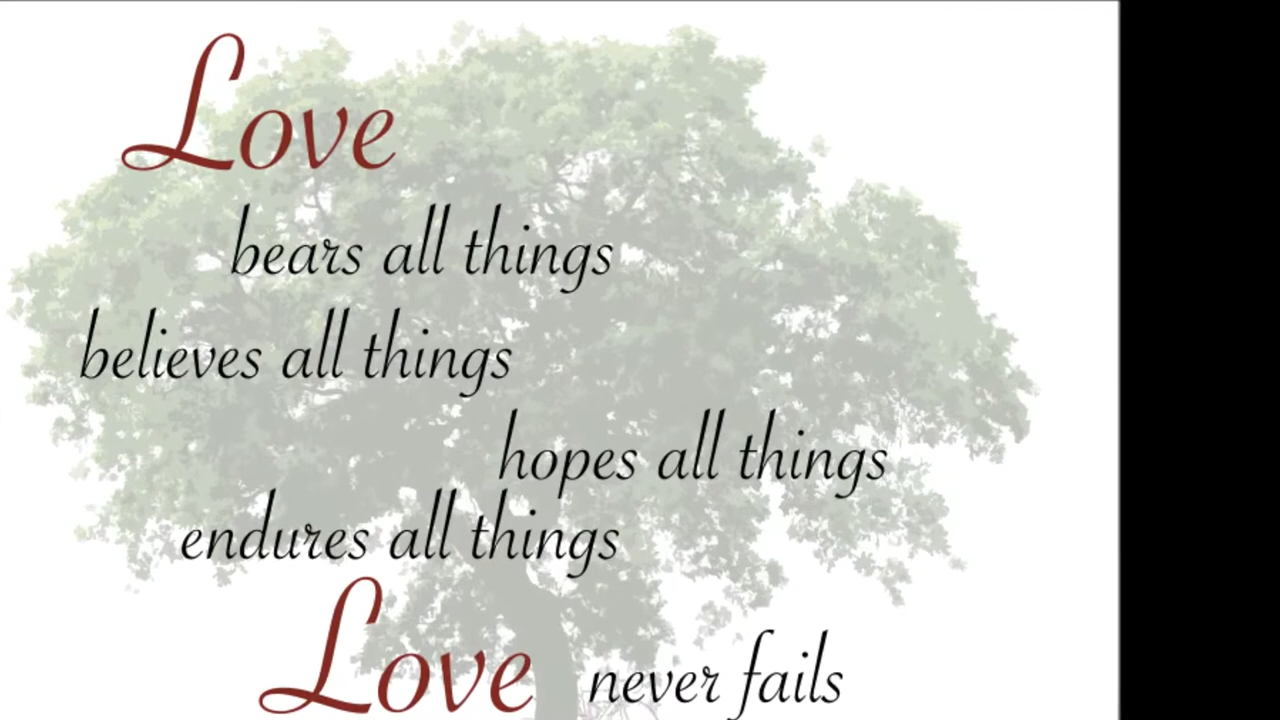 Love
bears all things
believes all things
hopes all things
endures all things
Love never fails